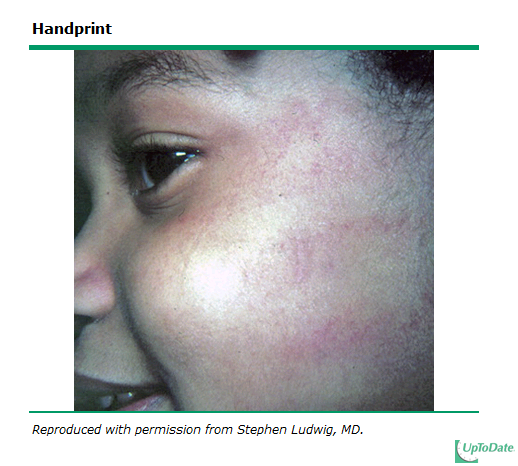 Handprint
Reproduced with permission from Stephen Ludwig, MD.
UpToDate